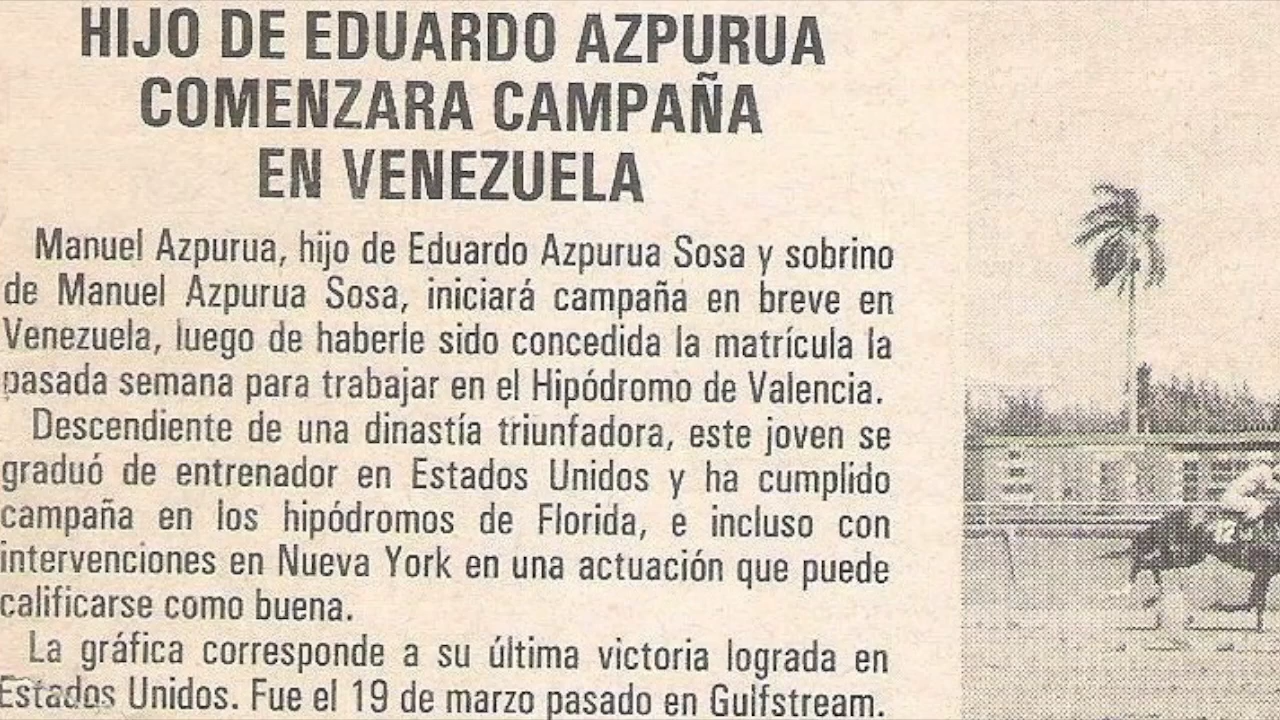 HIJO DE EDUARDO AZPURUA
COMENZARA CAMPAÑA
EN VENEZUELA
Manuel Azpurua, hijo de Eduardo Azpurua Sosa y sobrino
de Manuel Azpurua Sosa, iniciará campaña en breve en
Venezuela, luego de haberle sido concedida la matrícula la
pasada semana para trabajar en el Hipódromo de Valencia.
Descendiente de una dinastía triunfadora, este joven se
graduó de entrenador en Estados Unidos y ha cumplido
campaña en los hipódromos de Florida, e incluso con
intervenciones en Nueva York en una actuación que puede
calificarse como buena.
La gráfica corresponde a su última victoria lograda en
Estados Unidos. Fue el 19 de marzo pasado en Gulfstream.
12